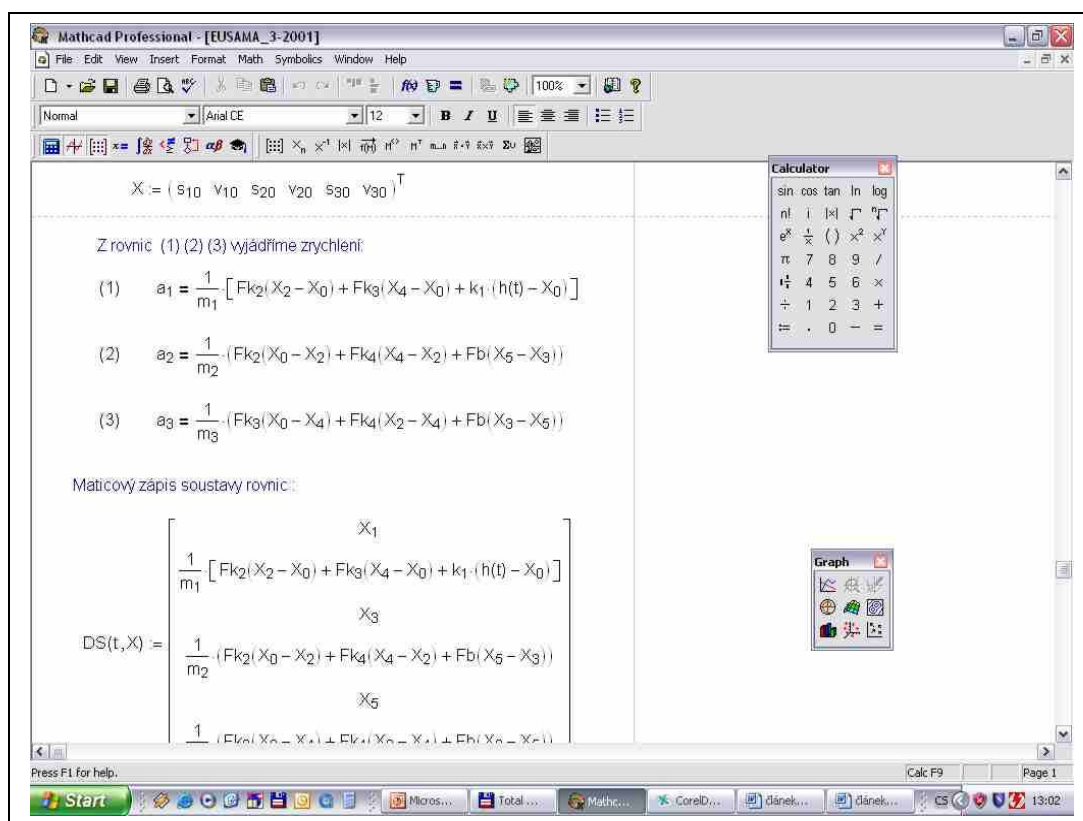 Mathcad Professional - [EUSAMA_3-2001]
File Edit View Insert Format Math Symbolics Window Help
100%
Normal Arial CE 12 B I U
X := ( s10 v10 s20 v20 s30 v30 )^T
Z rovnic (1) (2) (3) vyjádříme zrychlení:
(1) a1 = 1/m1 · [ Fk2(X2 − X0) + Fk3(X4 − X0) + k1 · (h(t) − X0) ]
(2) a2 = 1/m2 · (Fk2(X0 − X2) + Fk4(X4 − X2) + Fb(X5 − X3))
(3) a3 = 1/m3 · (Fk3(X0 − X4) + Fk4(X2 − X4) + Fb(X3 − X5))
Maticový zápis soustavy rovnic :
X1
1/m1 · [ Fk2(X2 − X0) + Fk3(X4 − X0) + k1 · (h(t) − X0) ]
X3
DS(t,X) :=
1/m2 · (Fk2(X0 − X2) + Fk4(X4 − X2) + Fb(X5 − X3))
X5
Calculator
sin cos tan ln log
n! i |×| √ ⁿ√
e^x 1/x ( ) ×² ×^Y
π 7 8 9 /
4 5 6 ×
÷ 1 2 3 +
:= . 0 − =
Graph
Press F1 for help.
Calc F9
Page 1
Start Micros... Total ... Mathc... CorelD... článek... článek... CS 13:02